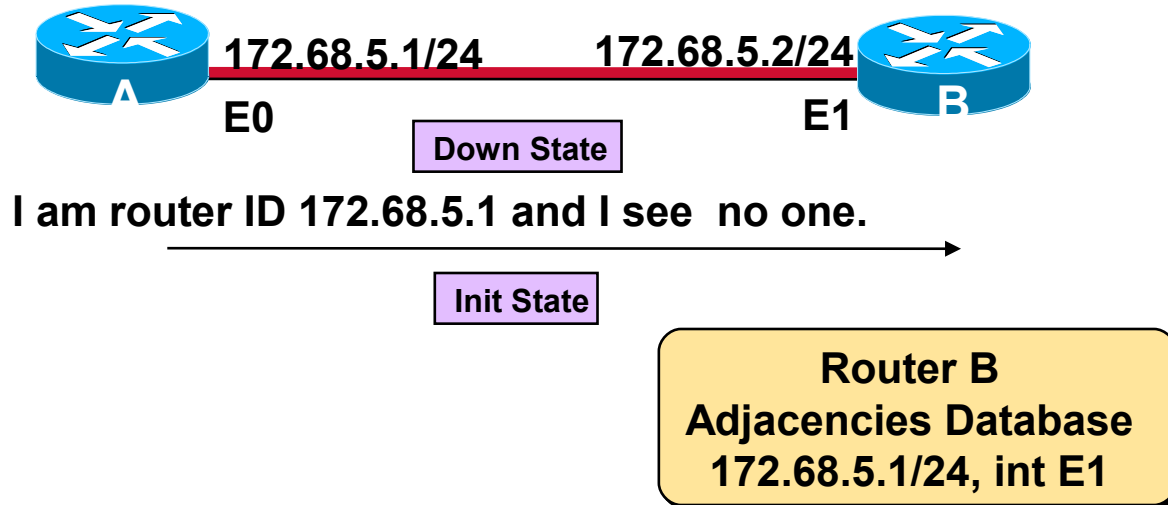 172.68.5.1/24 172.68.5.2/24
A B
E0 E1
Down State
I am router ID 172.68.5.1 and I see no one.
Init State
Router B
Adjacencies Database
172.68.5.1/24, int E1